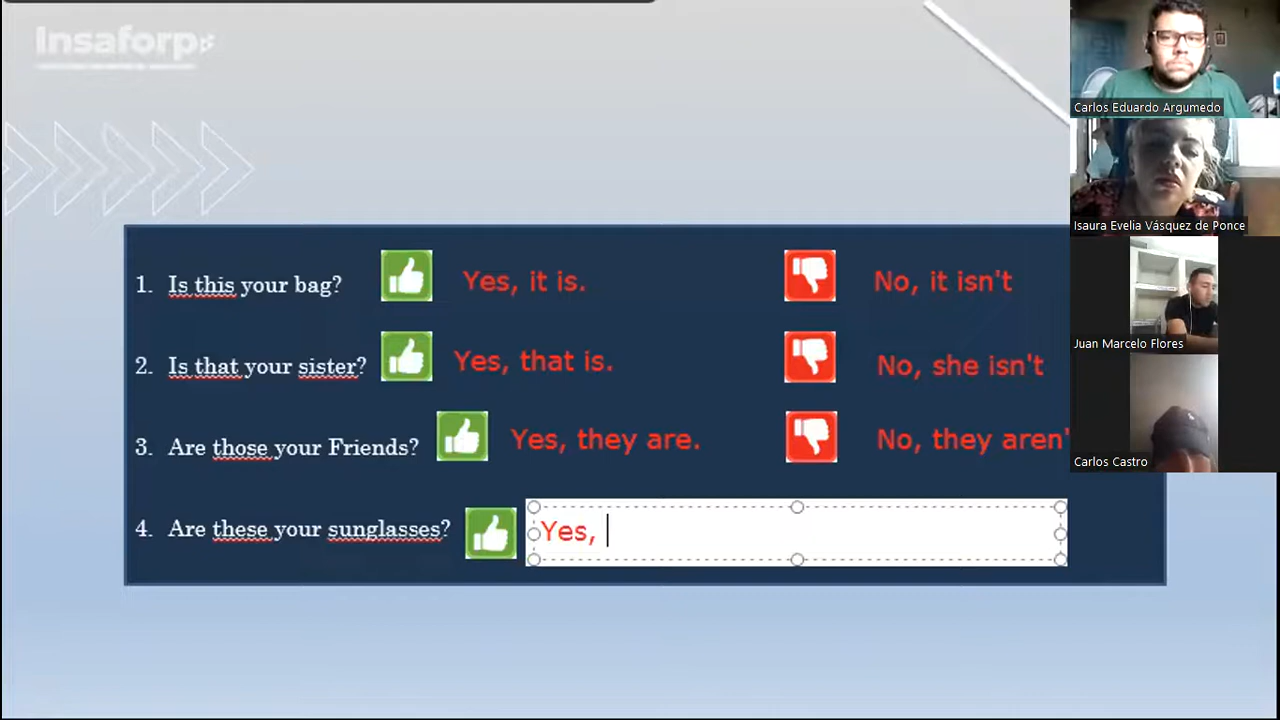 Insaforp
1. Is this your bag? Yes, it is. No, it isn't
2. Is that your sister? Yes, that is. No, she isn't
3. Are those your Friends? Yes, they are. No, they aren'
4. Are these your sunglasses? Yes,
Carlos Eduardo Argumedo
Isaura Evelia Vásquez de Ponce
Juan Marcelo Flores
Carlos Castro